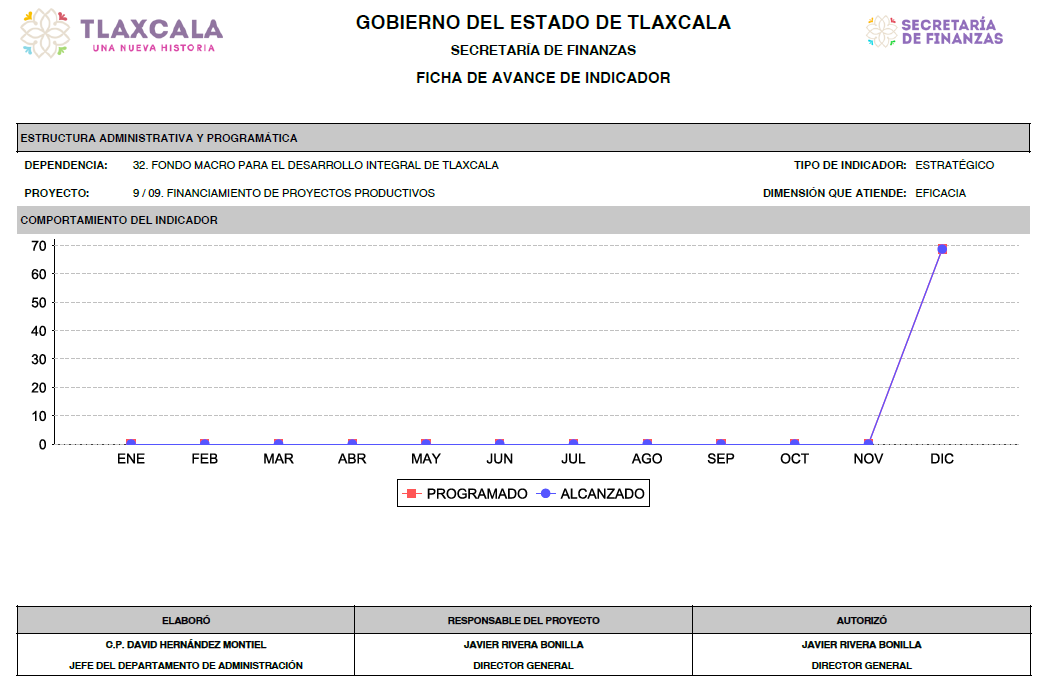 TLAXCALA
UNA NUEVA HISTORIA
GOBIERNO DEL ESTADO DE TLAXCALA
SECRETARÍA DE FINANZAS
FICHA DE AVANCE DE INDICADOR
SECRETARÍA
DE FINANZAS
ESTRUCTURA ADMINISTRATIVA Y PROGRAMÁTICA
DEPENDENCIA: 32. FONDO MACRO PARA EL DESARROLLO INTEGRAL DE TLAXCALA TIPO DE INDICADOR: ESTRATÉGICO
PROYECTO: 9 / 09. FINANCIAMIENTO DE PROYECTOS PRODUCTIVOS DIMENSIÓN QUE ATIENDE: EFICACIA
COMPORTAMIENTO DEL INDICADOR
70
60
50
40
30
20
10
0
ENE FEB MAR ABR MAY JUN JUL AGO SEP OCT NOV DIC
PROGRAMADO ALCANZADO
ELABORÓ RESPONSABLE DEL PROYECTO AUTORIZÓ
C.P. DAVID HERNÁNDEZ MONTIEL JAVIER RIVERA BONILLA JAVIER RIVERA BONILLA
JEFE DEL DEPARTAMENTO DE ADMINISTRACIÓN DIRECTOR GENERAL DIRECTOR GENERAL